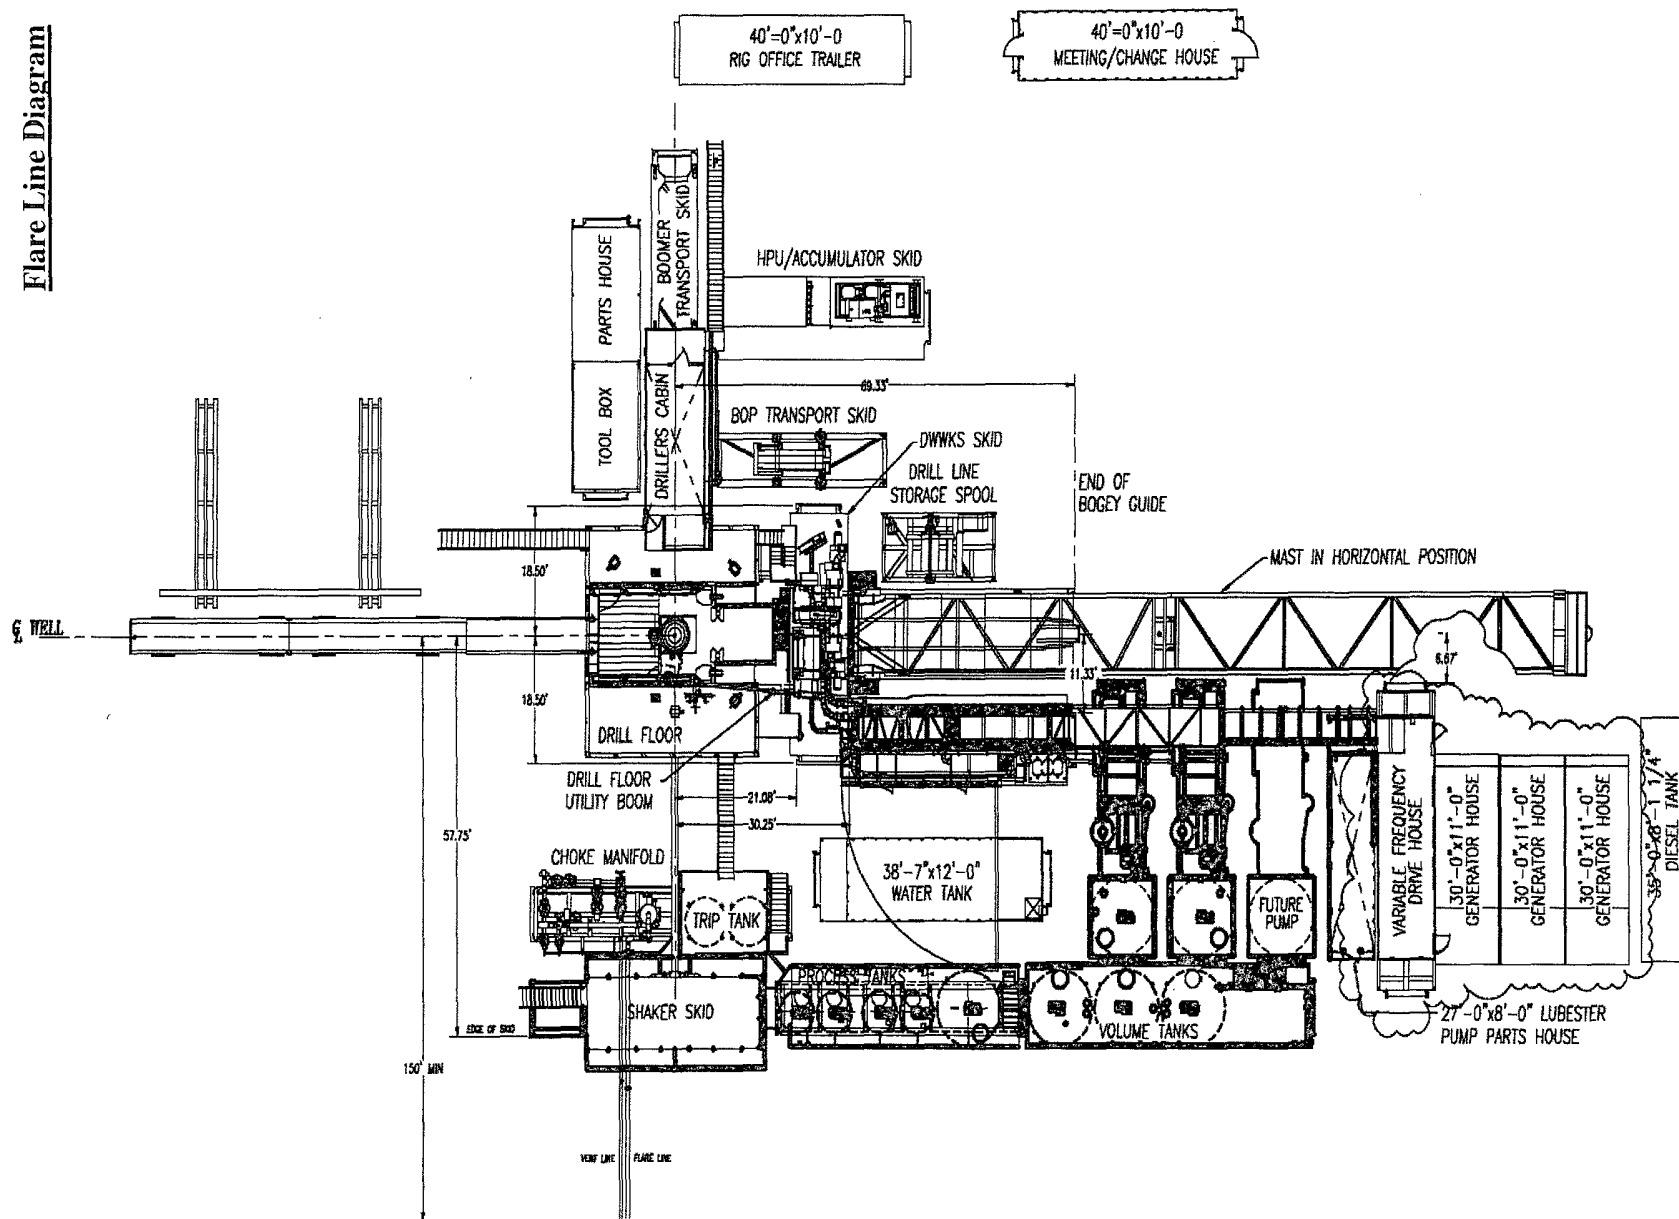 Flare Line Diagram
40'=0"x10'-0
RIG OFFICE TRAILER
40'=0"x10'-0
MEETING/CHANGE HOUSE
BOOMER
TRANSPORT SKID
PARTS HOUSE
HPU/ACCUMULATOR SKID
TOOL BOX
DRILLERS CABIN
69.33'
BOP TRANSPORT SKID
DWWKS SKID
DRILL LINE
STORAGE SPOOL
END OF
BOGEY GUIDE
18.50'
MAST IN HORIZONTAL POSITION
WELL
6.67'
11.33'
18.50'
DRILL FLOOR
DRILL FLOOR
UTILITY BOOM
21.08'
30.25'
57.75'
CHOKE MANIFOLD
TRIP TANK
38'-7"x12'-0"
WATER TANK
FUTURE
PUMP
VARIABLE FREQUENCY
DRIVE HOUSE
30'-0"x11'-0"
GENERATOR HOUSE
30'-0"x11'-0"
GENERATOR HOUSE
30'-0"x11'-0"
GENERATOR HOUSE
35'-0"x8'-1 1/4"
DIESEL TANK
PROCESS TANKS
SHAKER SKID
VOLUME TANKS
27'-0"x8'-0" LUBESTER
PUMP PARTS HOUSE
EDGE OF SKID
150' MIN
VENT LINE
FLARE LINE